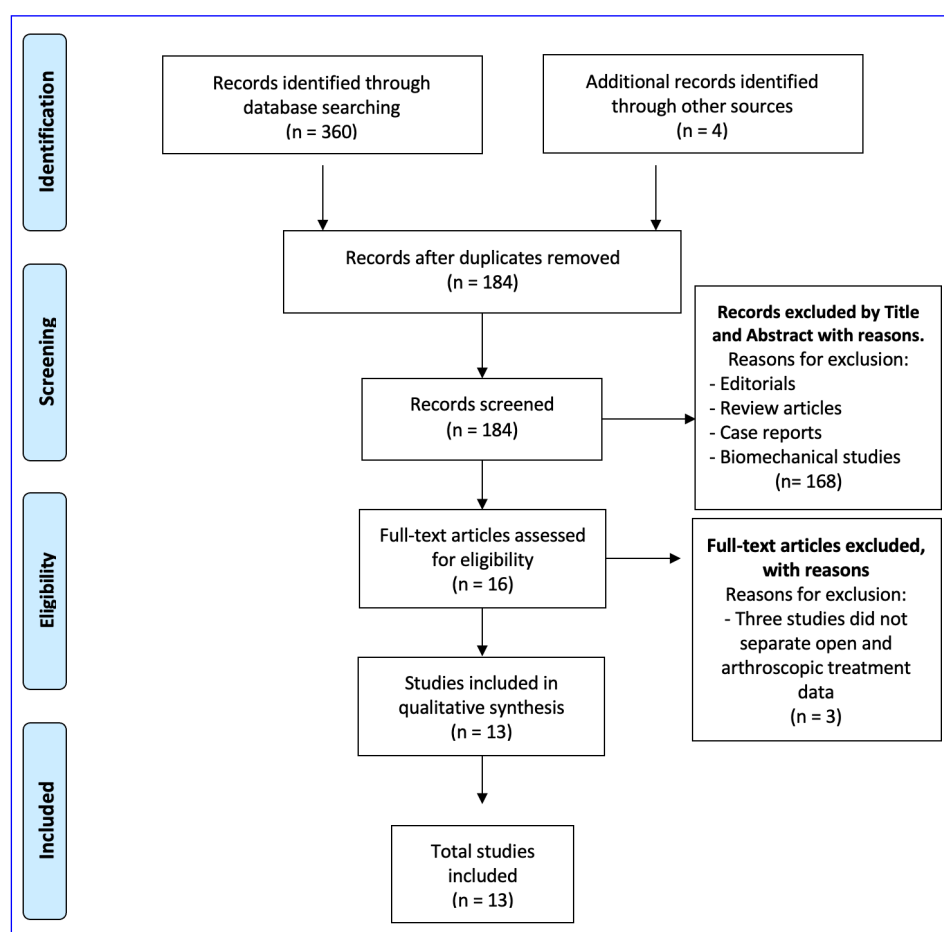 Identification
Records identified through
database searching
(n = 360)
Additional records identified
through other sources
(n = 4)
Records after duplicates removed
(n = 184)
Screening
Records screened
(n = 184)
Records excluded by Title
and Abstract with reasons.
Reasons for exclusion:
- Editorials
- Review articles
- Case reports
- Biomechanical studies
(n= 168)
Eligibility
Full-text articles assessed
for eligibility
(n = 16)
Full-text articles excluded,
with reasons
Reasons for exclusion:
- Three studies did not
separate open and
arthroscopic treatment
data
(n = 3)
Studies included in
qualitative synthesis
(n = 13)
Included
Total studies
included
(n = 13)